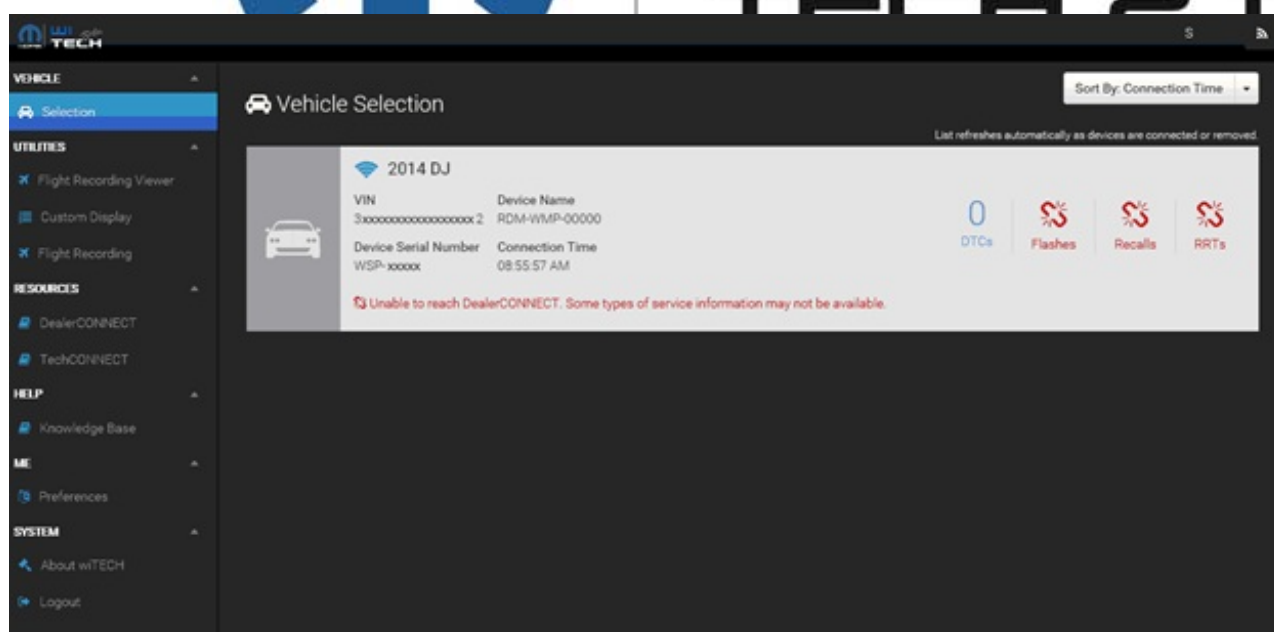 wi
TECH
S
VEHICLE
Selection
UTILITIES
Flight Recording Viewer
Custom Display
Flight Recording
RESOURCES
DealerCONNECT
TechCONNECT
HELP
Knowledge Base
ME
Preferences
SYSTEM
About wiTECH
Logout
Vehicle Selection
Sort By: Connection Time
List refreshes automatically as devices are connected or removed.
2014 DJ
VIN Device Name
3xxxxxxxxxxxxxxxxxx2 RDM-WMP-00000
Device Serial Number Connection Time
WSP-xxxxx 08:55:57 AM
0
DTCs Flashes Recalls RRTs
Unable to reach DealerCONNECT. Some types of service information may not be available.